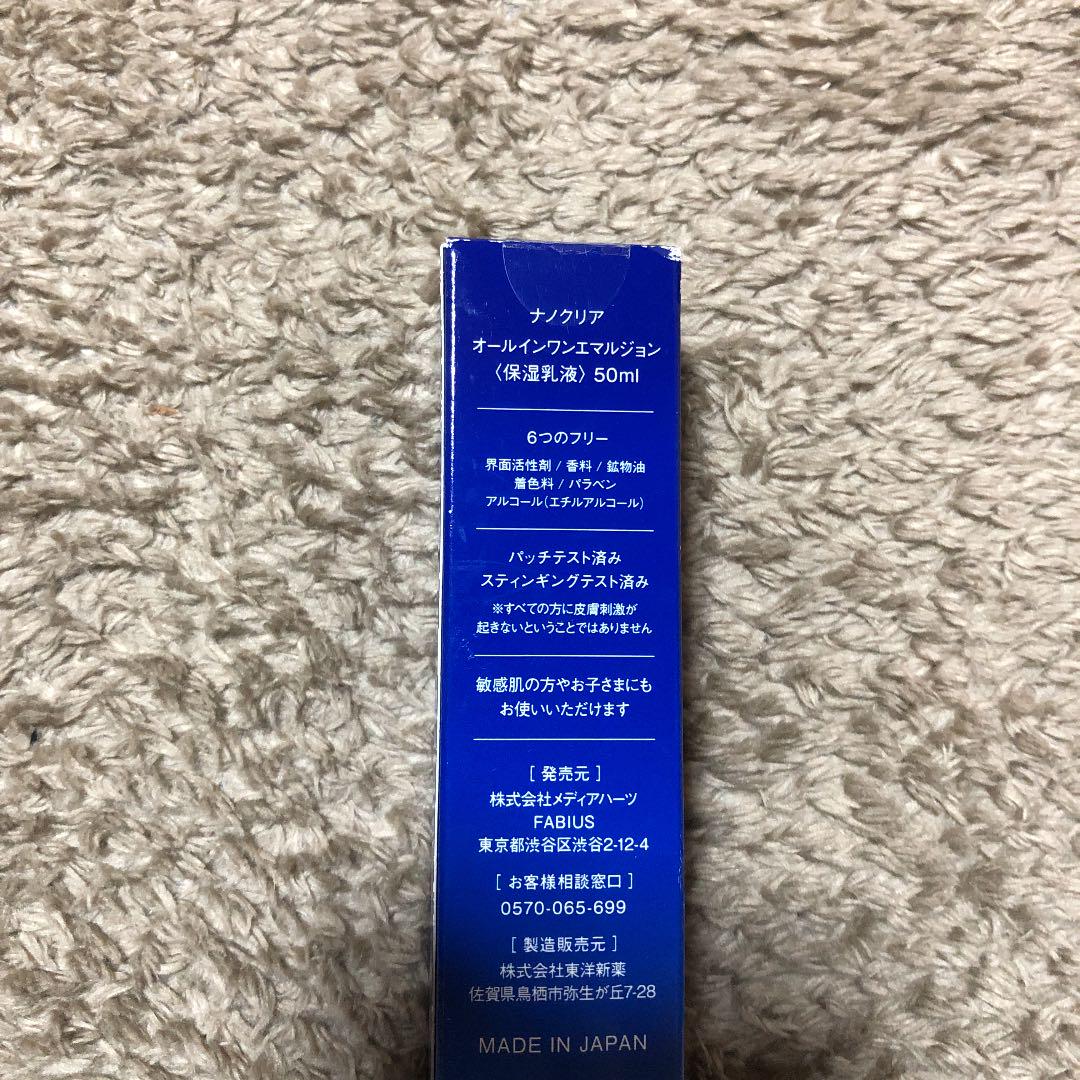 ナノクリア
オールインワンエマルジョン
〈保湿乳液〉50ml
6つのフリー
界面活性剤 / 香料 / 鉱物油
着色料 / パラベン
アルコール(エチルアルコール)
パッチテスト済み
スティンギングテスト済み
※すべての方に皮膚刺激が
起きないということではありません
敏感肌の方やお子さまにも
お使いいただけます
[ 発売元 ]
株式会社メディアハーツ
FABIUS
東京都渋谷区渋谷2-12-4
[ お客様相談窓口 ]
0570-065-699
[ 製造販売元 ]
株式会社東洋新薬
佐賀県鳥栖市弥生が丘7-28
MADE IN JAPAN